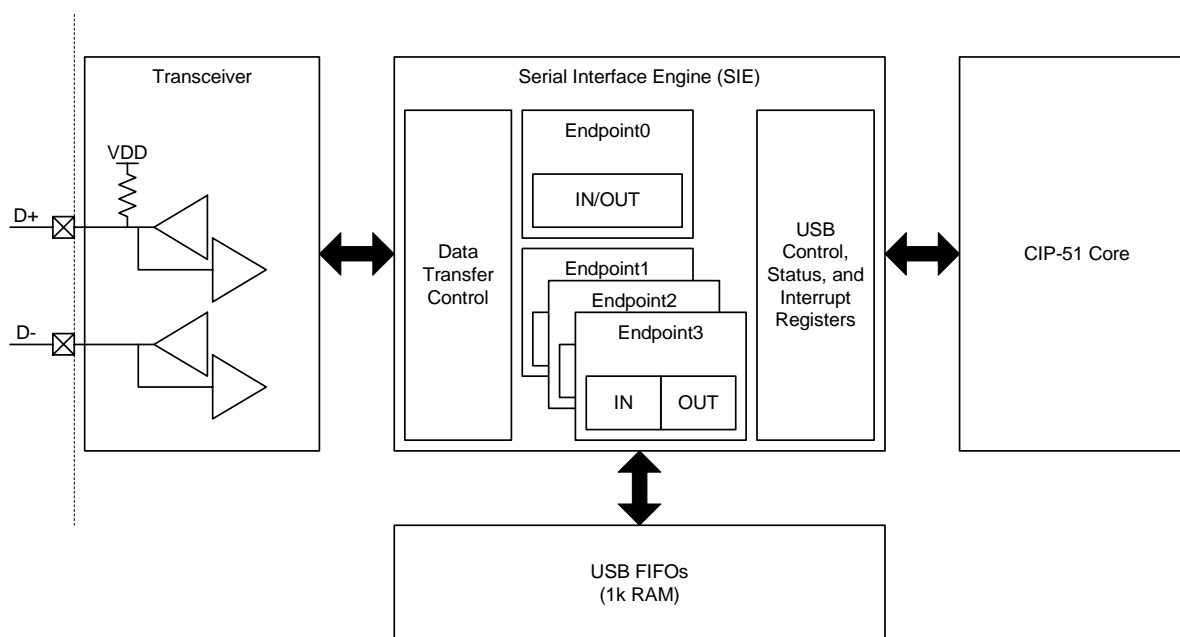 Transceiver
VDD
D+
D-
Serial Interface Engine (SIE)
Data
Transfer
Control
Endpoint0
IN/OUT
Endpoint1
Endpoint2
Endpoint3
IN
OUT
USB
Control,
Status, and
Interrupt
Registers
CIP-51 Core
USB FIFOs
(1k RAM)